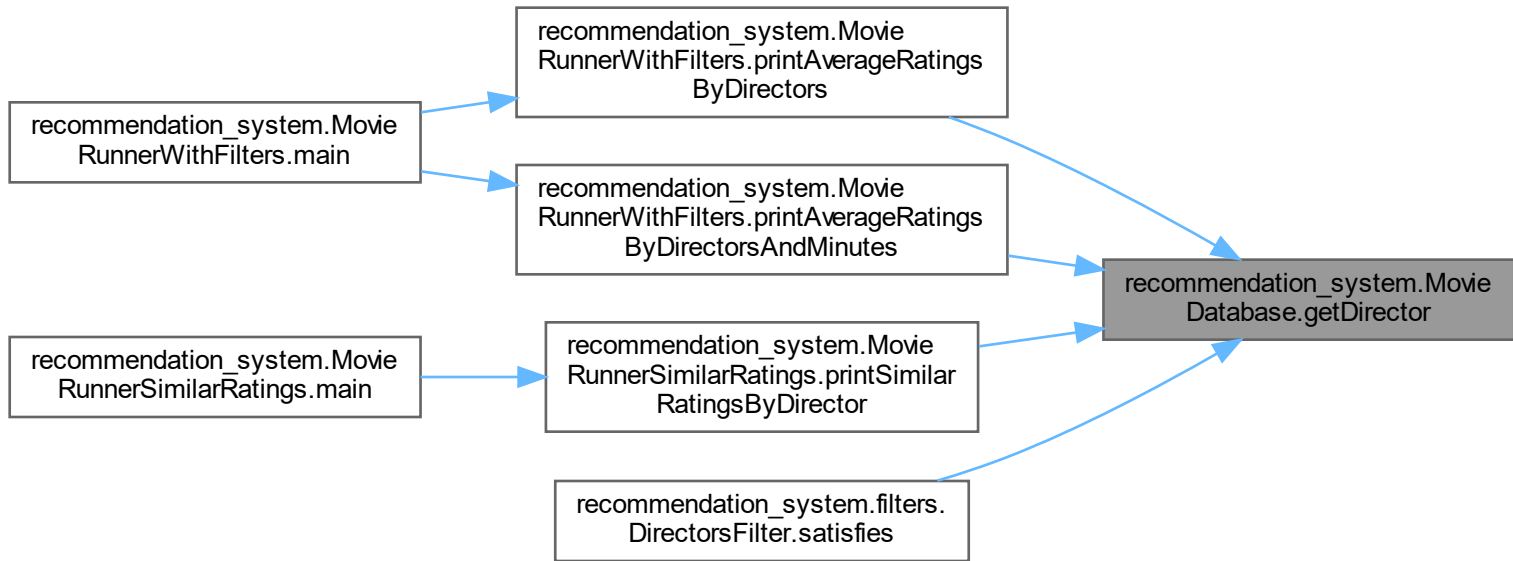 recommendation_system.Movie
RunnerWithFilters.main
recommendation_system.Movie
RunnerSimilarRatings.main
recommendation_system.Movie
RunnerWithFilters.printAverageRatings
ByDirectors
recommendation_system.Movie
RunnerWithFilters.printAverageRatings
ByDirectorsAndMinutes
recommendation_system.Movie
RunnerSimilarRatings.printSimilar
RatingsByDirector
recommendation_system.filters.
DirectorsFilter.satisfies
recommendation_system.Movie
Database.getDirector